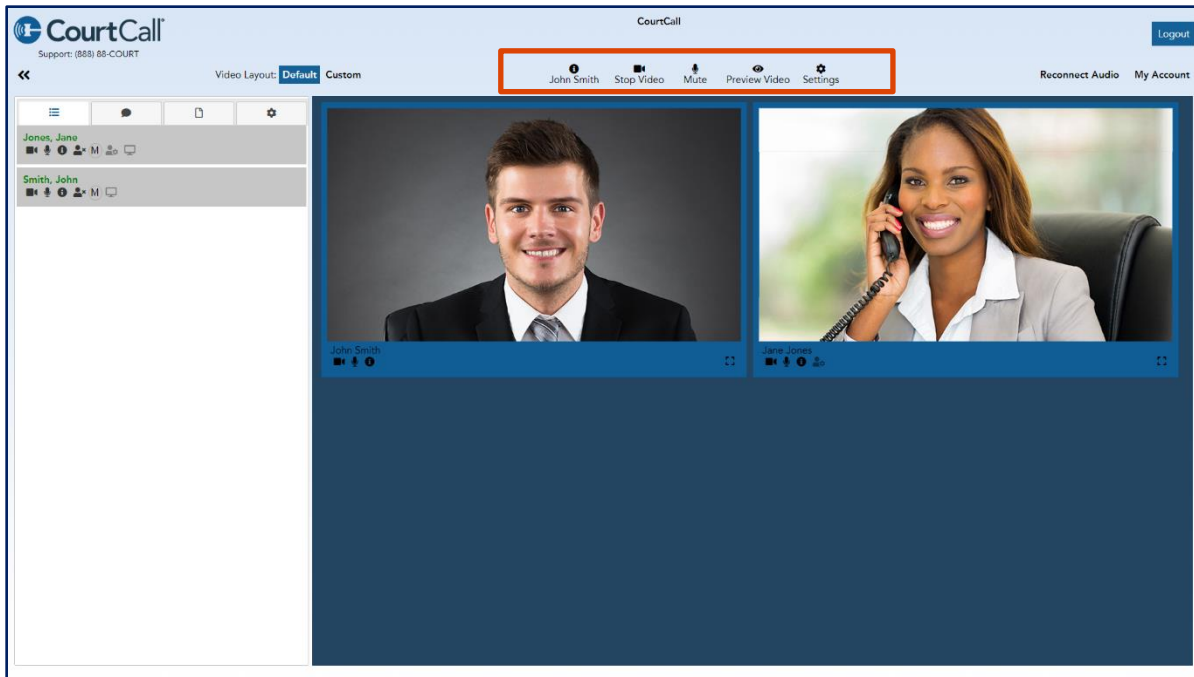 CourtCall
CourtCall
Logout
Support: (888) 88-COURT
Video Layout: Default Custom
John Smith Stop Video Mute Preview Video Settings
Reconnect Audio My Account
Jones, Jane
M
Smith, John
M
John Smith
Jane Jones